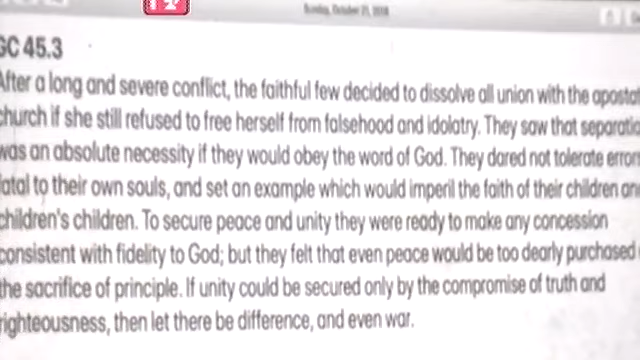 Sunday, October 21, 2018
GC 45.3
After a long and severe conflict, the faithful few decided to dissolve all union with the apostat
church if she still refused to free herself from falsehood and idolatry. They saw that separatio
was an absolute necessity if they would obey the word of God. They dared not tolerate errors
fatal to their own souls, and set an example which would imperil the faith of their children an
children's children. To secure peace and unity they were ready to make any concession
consistent with fidelity to God; but they felt that even peace would be too dearly purchased
the sacrifice of principle. If unity could be secured only by the compromise of truth and
righteousness, then let there be difference, and even war.